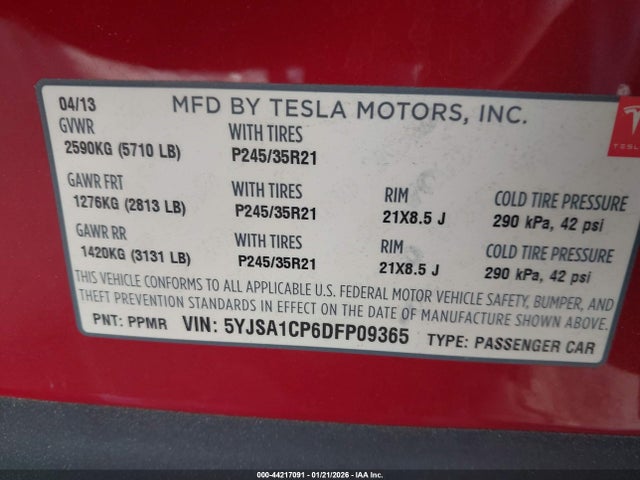 04/13 MFD BY TESLA MOTORS, INC.
GVWR WITH TIRES
2590KG (5710 LB) P245/35R21
GAWR FRT WITH TIRES RIM COLD TIRE PRESSURE
1276KG (2813 LB) P245/35R21 21X8.5 J 290 kPa, 42 psi
GAWR RR WITH TIRES RIM COLD TIRE PRESSURE
1420KG (3131 LB) P245/35R21 21X8.5 J 290 kPa, 42 psi
THIS VEHICLE CONFORMS TO ALL APPLICABLE U.S. FEDERAL MOTOR VEHICLE SAFETY, BUMPER, AND
THEFT PREVENTION STANDARDS IN EFFECT ON THE DATE OF MANUFACTURE SHOWN ABOVE.
PNT: PPMR VIN: 5YJSA1CP6DFP09365 TYPE: PASSENGER CAR
TESLA
000-44217091 - 01/21/2026 - IAA Inc.